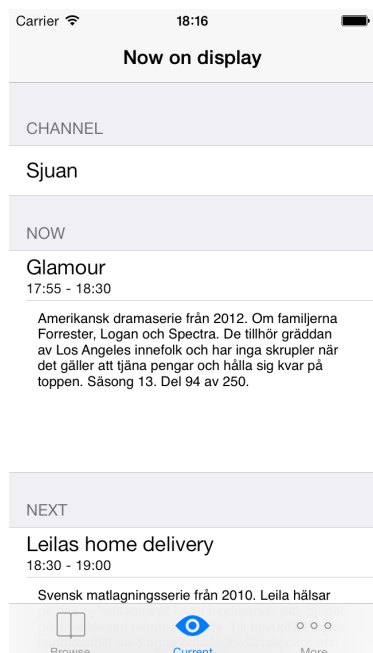 Carrier 18:16
Now on display
CHANNEL
Sjuan
NOW
Glamour
17:55 - 18:30
Amerikansk dramaserie från 2012. Om familjerna
Forrester, Logan och Spectra. De tillhör gräddan
av Los Angeles innefolk och har inga skrupler när
det gäller att tjäna pengar och hålla sig kvar på
toppen. Säsong 13. Del 94 av 250.
NEXT
Leilas home delivery
18:30 - 19:00
Svensk matlagningsserie från 2010. Leila hälsar
Browse Current More